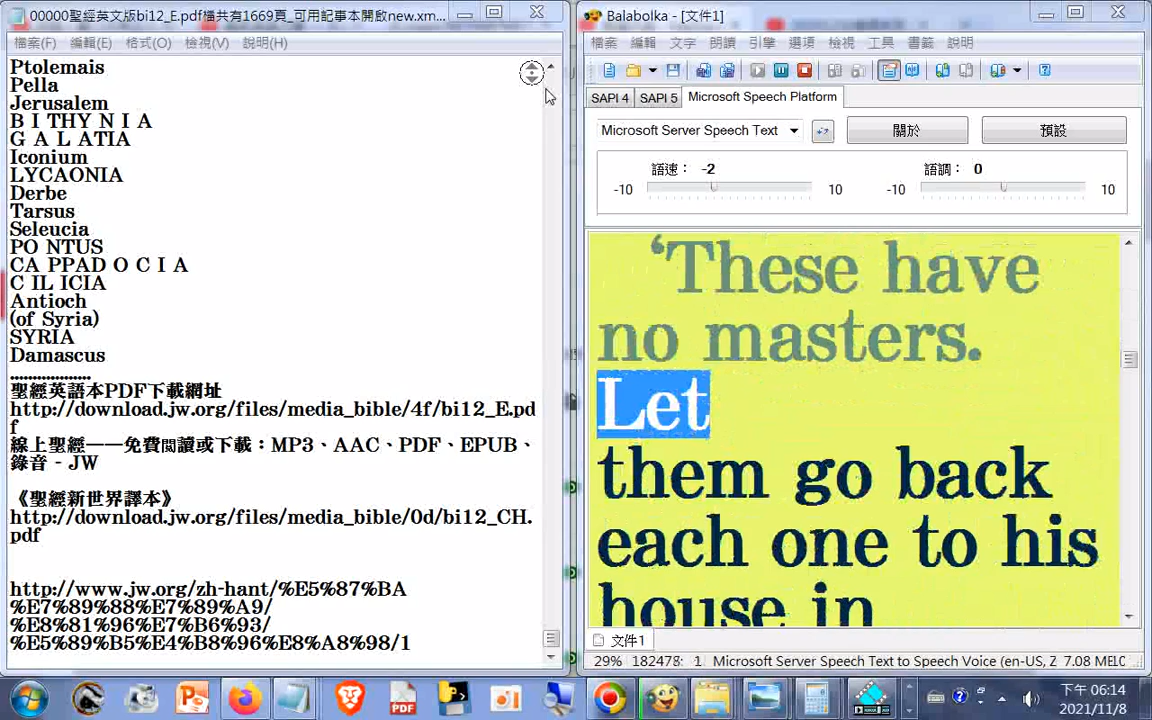 00000聖經英文版bi12_E.pdf檔共有1669頁_可用記事本開啟new.xm...
檔案(F) 編輯(E) 格式(O) 檢視(V) 說明(H)
Ptolemais
Pella
Jerusalem
B I THY N I A
G A L ATIA
Iconium
LYCAONIA
Derbe
Tarsus
Seleucia
PO NTUS
CA PPAD O C I A
C IL ICIA
Antioch
(of Syria)
SYRIA
Damascus
..................
聖經英語本PDF下載網址
http://download.jw.org/files/media_bible/4f/bi12_E.pd
f
線上聖經——免費閱讀或下載：MP3、AAC、PDF、EPUB、
錄音 - JW
《聖經新世界譯本》
http://download.jw.org/files/media_bible/0d/bi12_CH.
pdf
http://www.jw.org/zh-hant/%E5%87%BA
%E7%89%88%E7%89%A9/
%E8%81%96%E7%B6%93/
%E5%89%B5%E4%B8%96%E8%A8%98/1
Balabolka - [文件1]
檔案 編輯 文字 朗讀 引擎 選項 檢視 工具 書籤 說明
SAPI 4 SAPI 5 Microsoft Speech Platform
Microsoft Server Speech Text 關於 預設
語速： -2 語調： 0
-10 10 -10 10
‘These have
no masters.
Let
them go back
each one to his
house in
文件1
29% 182478: 1 Microsoft Server Speech Text to Speech Voice (en-US, Z 7.08 MELO
PDF
下午 06:14
2021/11/8